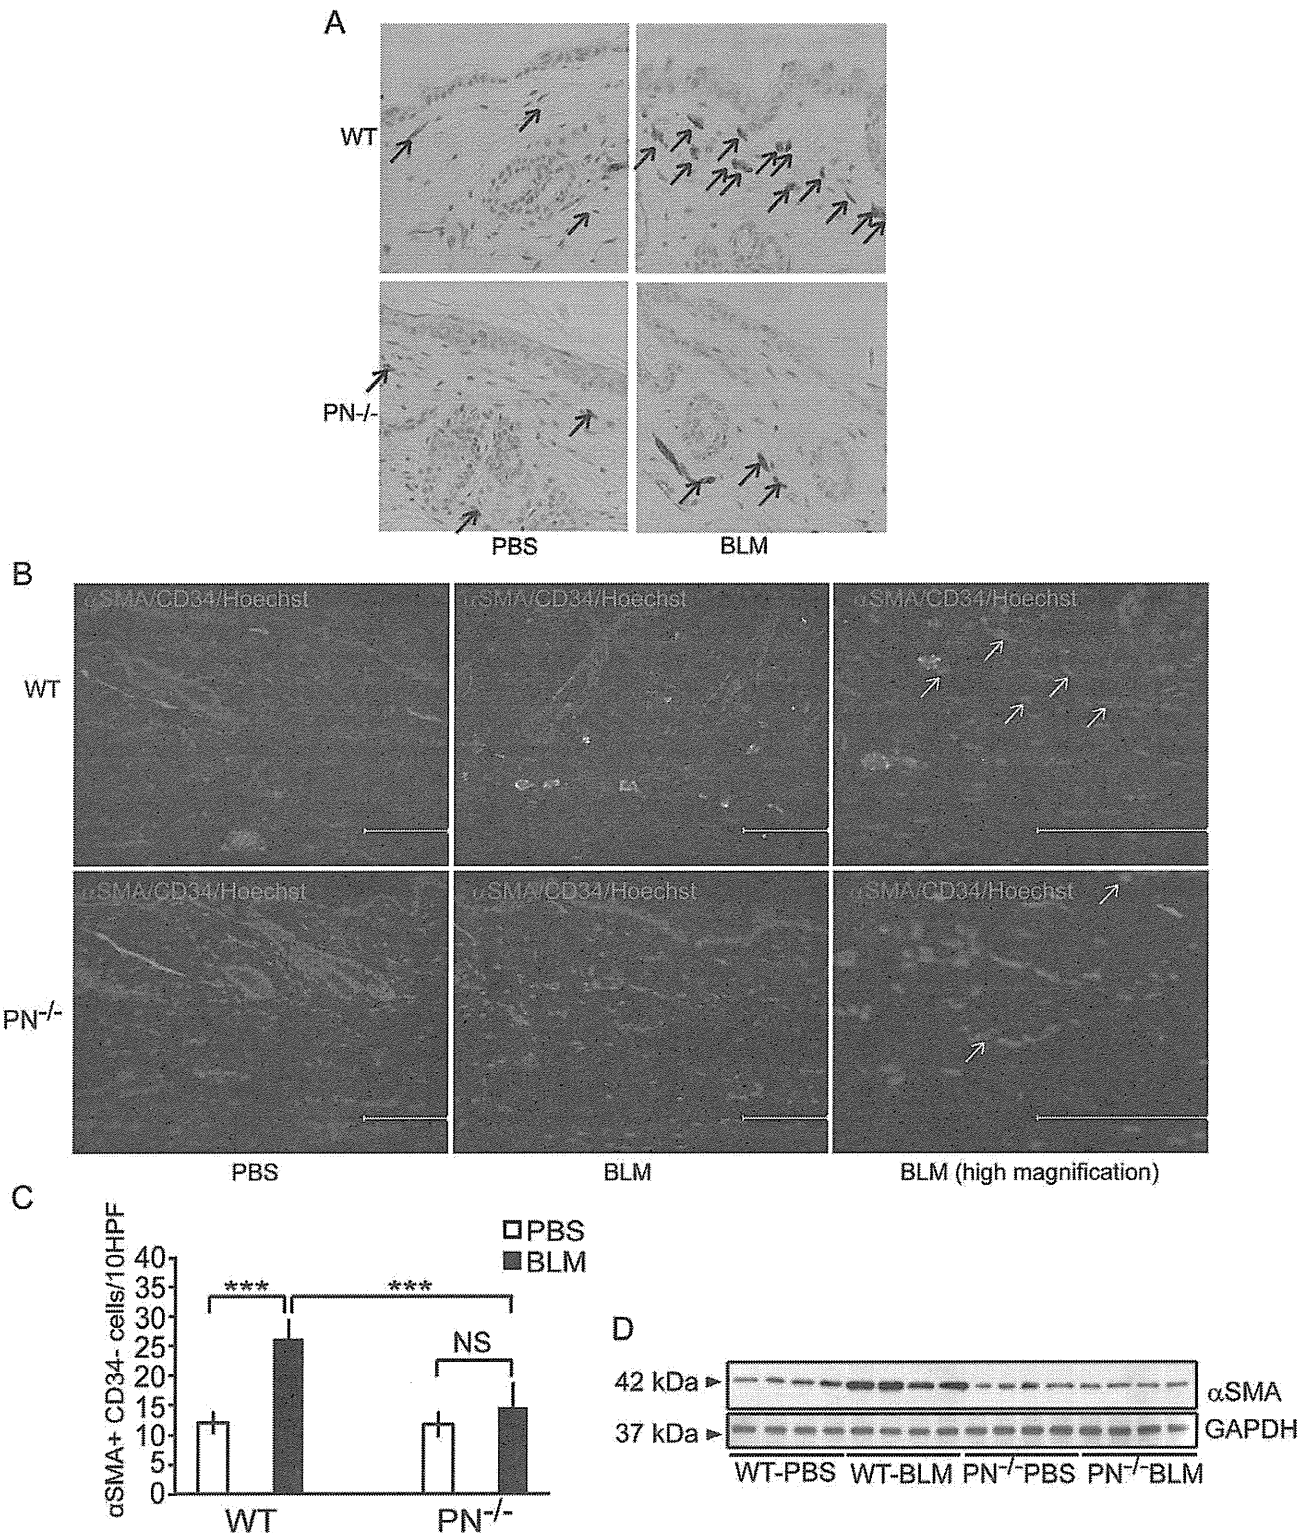 A
WT
PN-/-
PBS BLM
B
αSMA/CD34/Hoechst αSMA/CD34/Hoechst αSMA/CD34/Hoechst
WT
αSMA/CD34/Hoechst αSMA/CD34/Hoechst αSMA/CD34/Hoechst
PN-/-
PBS BLM BLM (high magnification)
C
αSMA+ CD34- cells/10HPF
PBS
BLM
40
35
30
25
20
15
10
5
0
*** ***
NS
WT PN-/-
D
42 kDa αSMA
37 kDa GAPDH
WT-PBS WT-BLM PN-/-PBS PN-/-BLM